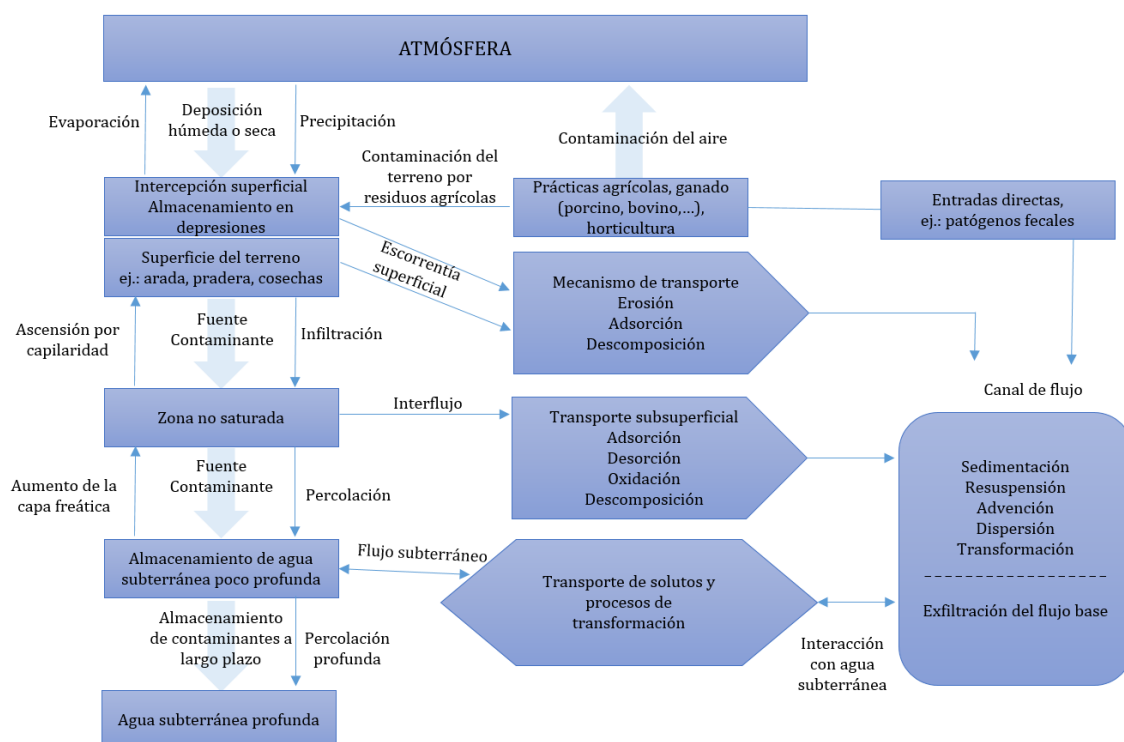 ATMÓSFERA
Evaporación
Deposición
húmeda o seca
Precipitación
Contaminación del aire
Contaminación del
terreno por
residuos agrícolas
Intercepción superficial
Almacenamiento en
depresiones
Prácticas agrícolas, ganado
(porcino, bovino,...),
horticultura
Entradas directas,
ej.: patógenos fecales
Superficie del terreno
ej.: arada, pradera, cosechas
Escorrentía
superficial
Mecanismo de transporte
Erosión
Adsorción
Descomposición
Ascensión por
capilaridad
Fuente
Contaminante
Infiltración
Canal de flujo
Zona no saturada
Interflujo
Transporte subsuperficial
Adsorción
Desorción
Oxidación
Descomposición
Sedimentación
Resuspensión
Advención
Dispersión
Transformación
Exfiltración del flujo base
Aumento de la
capa freática
Fuente
Contaminante
Percolación
Almacenamiento de agua
subterránea poco profunda
Flujo subterráneo
Transporte de solutos y
procesos de
transformación
Interacción
con agua
subterránea
Almacenamiento
de contaminantes a
largo plazo
Percolación
profunda
Agua subterránea profunda